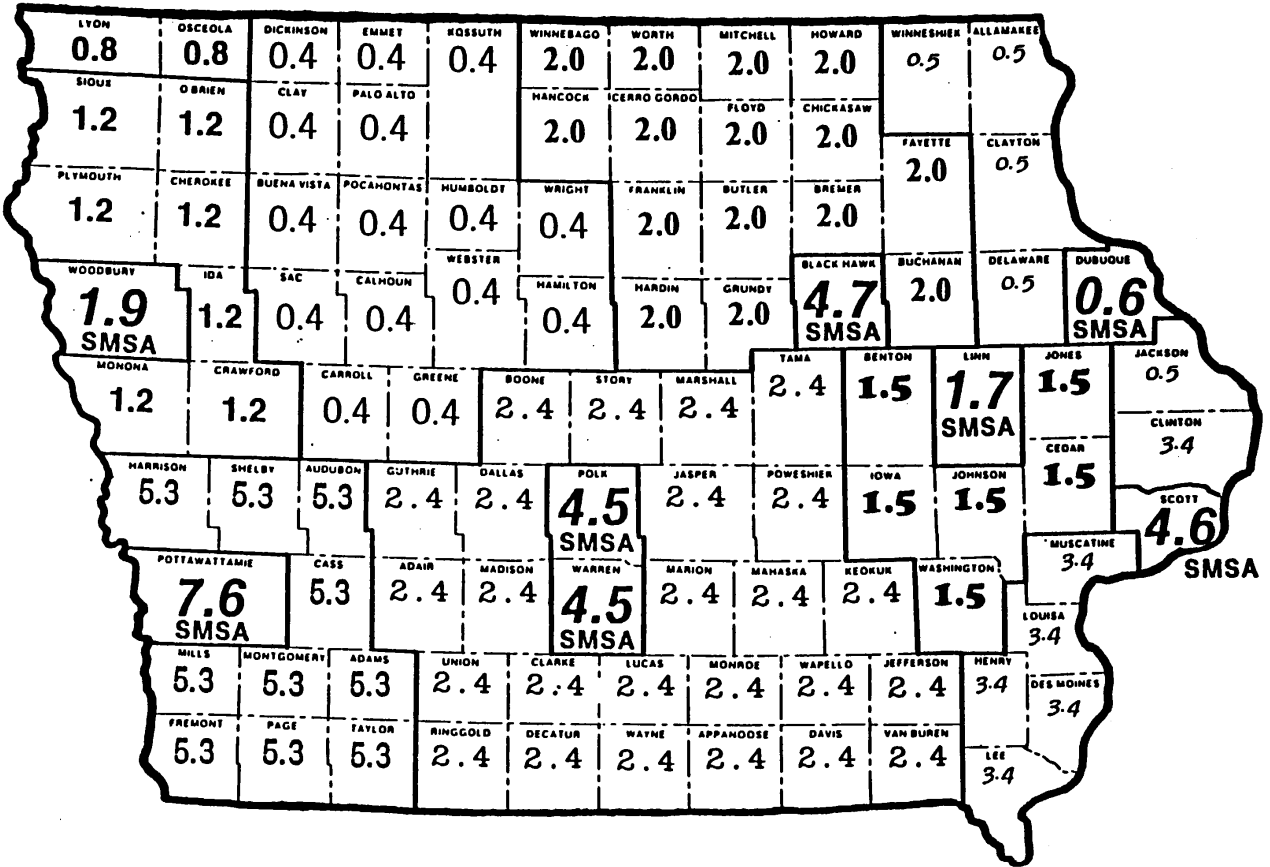 LYON OSCEOLA DICKINSON EMMET KOSSUTH WINNEBAGO WORTH MITCHELL HOWARD WINNESHIEK ALLAMAKEE
0.8 0.8 0.4 0.4 0.4 2.0 2.0 2.0 2.0 0.5 0.5
SIOUX O BRIEN CLAY PALO ALTO HANCOCK CERRO GORDO FLOYD CHICKASAW
1.2 1.2 0.4 0.4 2.0 2.0 2.0 2.0
FAYETTE CLAYTON
2.0 0.5
PLYMOUTH CHEROKEE BUENA VISTA POCAHONTAS HUMBOLDT WRIGHT FRANKLIN BUTLER BREMER
1.2 1.2 0.4 0.4 0.4 0.4 2.0 2.0 2.0
WOODBURY IDA SAC CALHOUN WEBSTER HAMILTON HARDIN GRUNDY BLACK HAWK BUCHANAN DELAWARE DUBUQUE
1.9 1.2 0.4 0.4 0.4 0.4 2.0 2.0 4.7 2.0 0.5 0.6
SMSA SMSA SMSA
MONONA CRAWFORD CARROLL GREENE BOONE STORY MARSHALL TAMA BENTON LINN JONES JACKSON
1.2 1.2 0.4 0.4 2.4 2.4 2.4 2.4 1.5 1.7 1.5 0.5
SMSA
CLINTON
3.4
HARRISON SHELBY AUDUBON GUTHRIE DALLAS POLK JASPER POWESHIEK IOWA JOHNSON CEDAR SCOTT
5.3 5.3 5.3 2.4 2.4 4.5 2.4 2.4 1.5 1.5 1.5 4.6
SMSA SMSA
POTTAWATTAMIE CASS ADAIR MADISON WARREN MARION MAHASKA KEOKUK WASHINGTON MUSCATINE
7.6 5.3 2.4 2.4 4.5 2.4 2.4 2.4 1.5 3.4
SMSA SMSA
LOUISA
3.4
MILLS MONTGOMERY ADAMS UNION CLARKE LUCAS MONROE WAPELLO JEFFERSON HENRY DES MOINES
5.3 5.3 5.3 2.4 2.4 2.4 2.4 2.4 2.4 3.4 3.4
FREMONT PAGE TAYLOR RINGGOLD DECATUR WAYNE APPANOOSE DAVIS VAN BUREN LEE
5.3 5.3 5.3 2.4 2.4 2.4 2.4 2.4 2.4 3.4